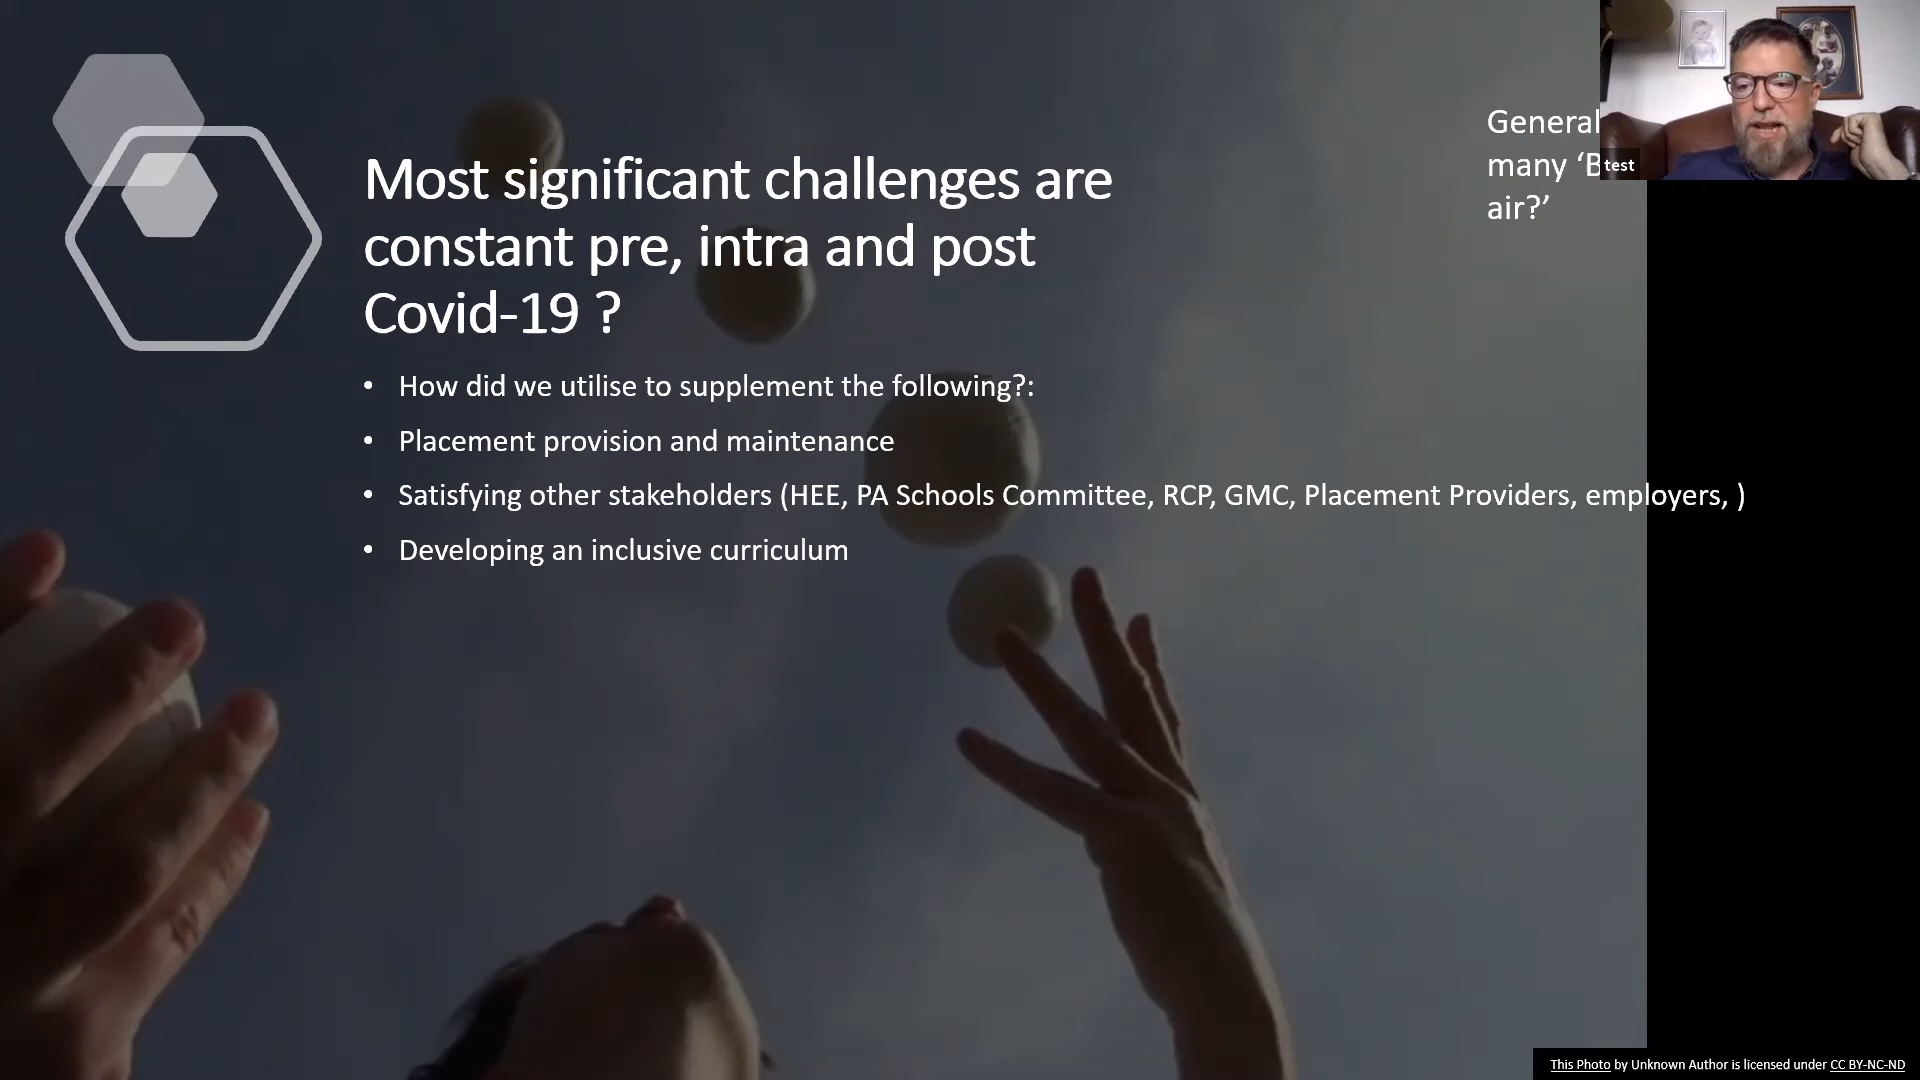 Most significant challenges are
constant pre, intra and post
Covid-19 ?
• How did we utilise to supplement the following?:
• Placement provision and maintenance
• Satisfying other stakeholders (HEE, PA Schools Committee, RCP, GMC, Placement Providers, employers, )
• Developing an inclusive curriculum
General
many ‘B
air?’
test
This Photo by Unknown Author is licensed under CC BY-NC-ND